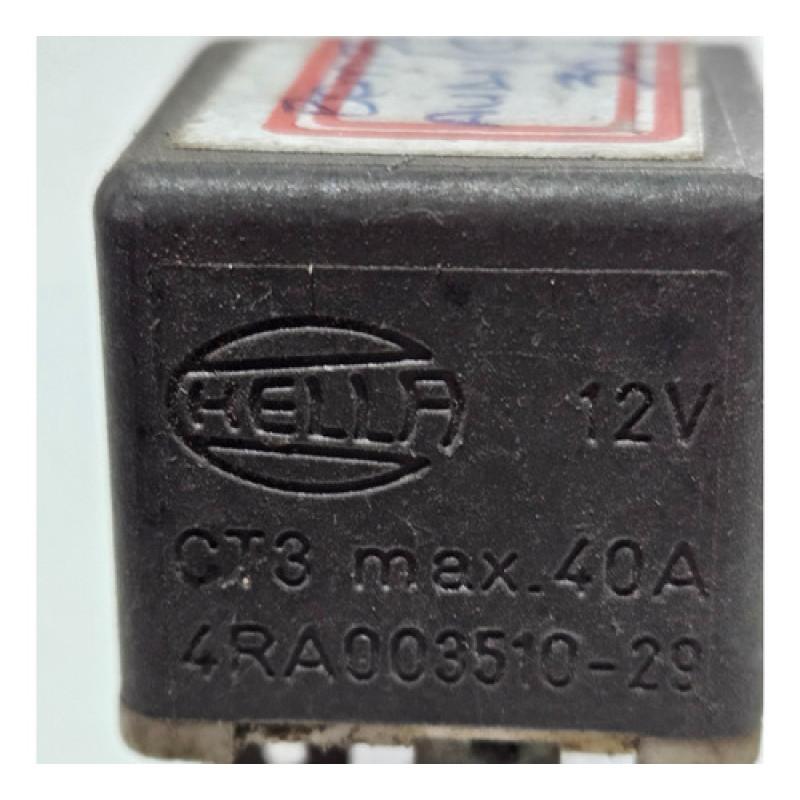 HELLA 12V
CT3 max. 40A
4RA003510-29